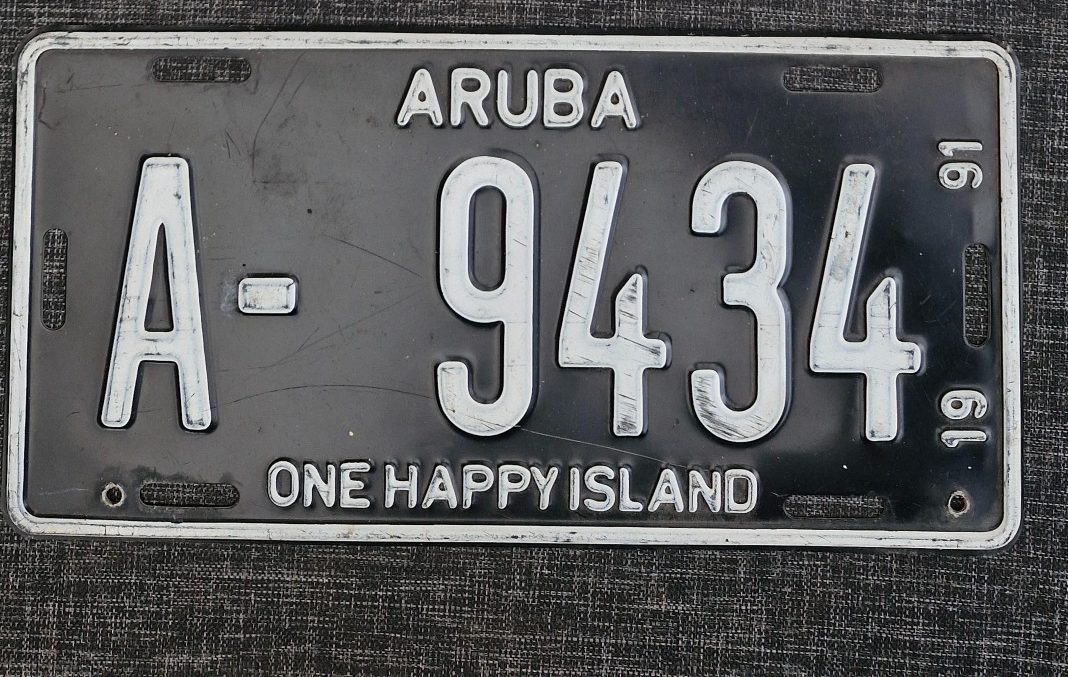 ARUBA
A-9434
ONE HAPPY ISLAND
19 91